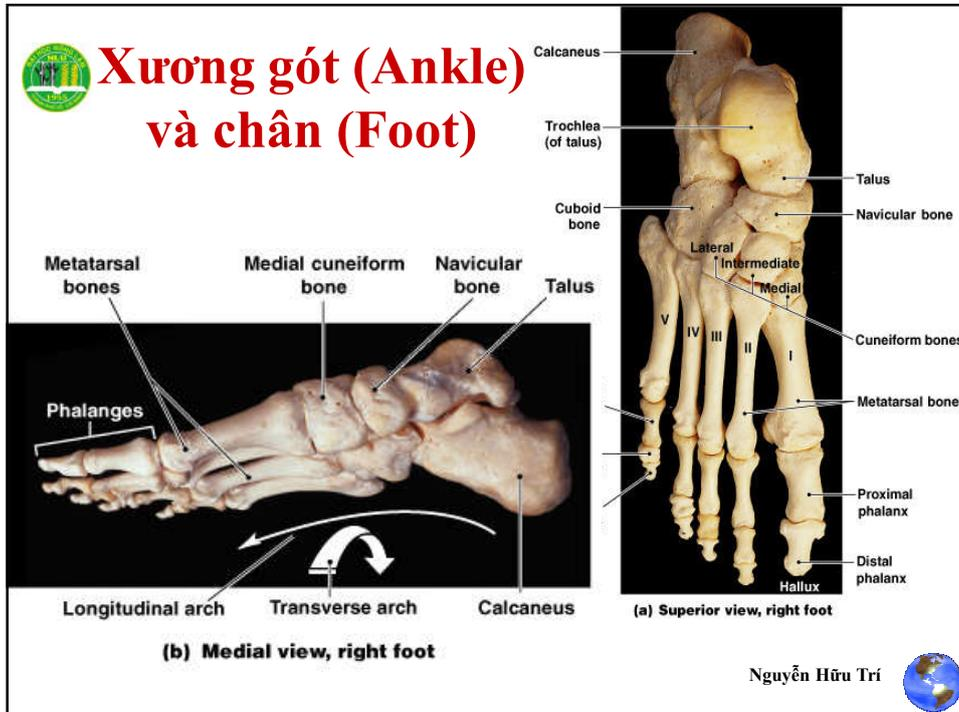 Xương gót (Ankle)
và chân (Foot)
NLU
1955
Metatarsal
bones
Medial cuneiform
bone
Navicular
bone
Talus
Phalanges
Longitudinal arch
Transverse arch
Calcaneus
(b) Medial view, right foot
Calcaneus
Trochlea
(of talus)
Cuboid
bone
Talus
Navicular bone
Lateral
Intermediate
Medial
Cuneiform bones
V
IV
III
II
I
Metatarsal bone
Proximal
phalanx
Distal
phalanx
Hallux
(a) Superior view, right foot
Nguyễn Hữu Trí